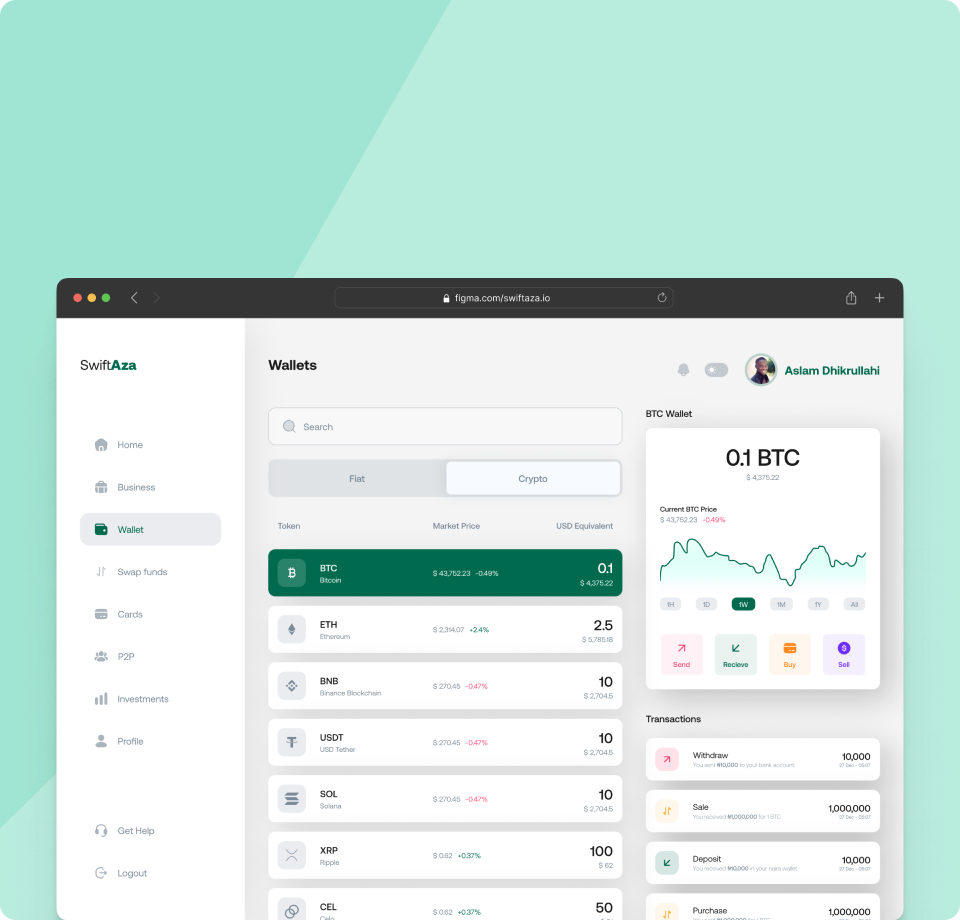 figma.com/swiftaza.io
SwiftAza
Home
Business
Wallet
Swap funds
Cards
P2P
Investments
Profile
Get Help
Logout
Wallets
Aslam Dhikrullahi
Search
Fiat
Crypto
Token
Market Price
USD Equivalent
BTC
Bitcoin
$ 43,752.23 -0.49%
0.1
$ 4,375.22
ETH
Ethereum
$ 2,314.07 +2.4%
2.5
$ 5,785.18
BNB
Binance Blockchain
$ 270.45 -0.47%
10
$ 2,704.5
USDT
USD Tether
$ 270.45 -0.47%
10
$ 2,704.5
SOL
Solana
$ 270.45 -0.47%
10
$ 2,704.5
XRP
Ripple
$ 0.62 +0.37%
100
$ 62
CEL
$ 0.62 +0.37%
50
BTC Wallet
0.1 BTC
$ 4,375.22
Current BTC Price
$ 43,752.23 -0.49%
1H
1D
1W
1M
1Y
All
Send
Recieve
Buy
Sell
Transactions
Withdraw
You sent ₦10,000 to your bank account.
10,000
27 Dec - 05:07
Sale
You received ₦1,000,000 for 1 BTC
1,000,000
27 Dec - 05:07
Deposit
You received ₦10,000 in your naira wallet.
10,000
27 Dec - 05:07
Purchase
1,000,000